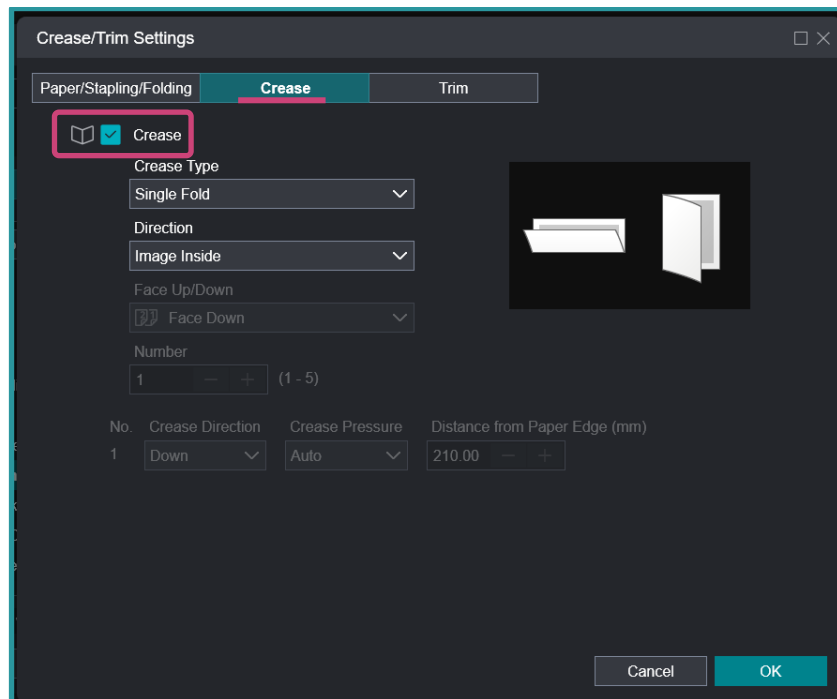 Crease/Trim Settings
Paper/Stapling/Folding Crease Trim
Crease
Crease Type
Single Fold
Direction
Image Inside
Face Up/Down
Face Down
Number
1 (1 - 5)
No. Crease Direction Crease Pressure Distance from Paper Edge (mm)
1 Down Auto 210.00
Cancel OK